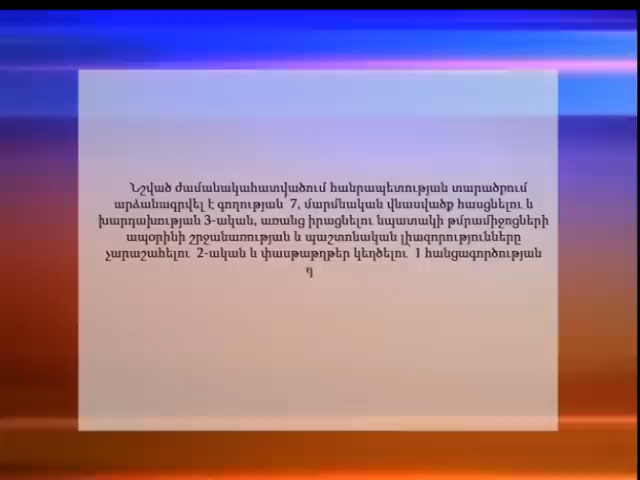 Նշված ժամանակահատվածում հանրապետության տարածքում
արձանագրվել է գողության 7, մարմնական վնասվածք հասցնելու և
խարդախության 3-ական, առանց իրացնելու նպատակի թմրամիջոցների
ապօրինի շրջանառության և պաշտոնական լիազորությունները
չարաշահելու 2-ական և փաստաթղթեր կեղծելու 1 հանցագործության
դ